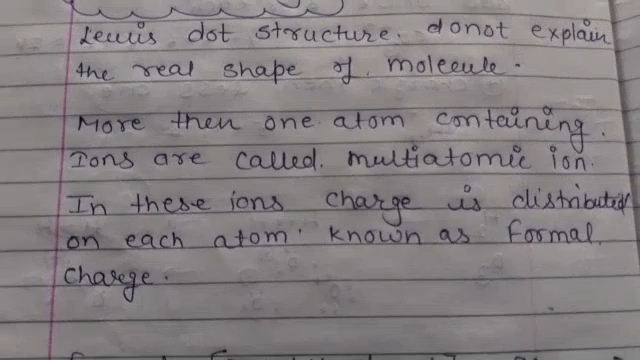 Lewis dot structure. donot explain
the real shape of molecule.
More then one atom containing.
Ions are called. multiatomic ion.
In these ions charge is distributed
on each atom. known as Formal.
Charge.